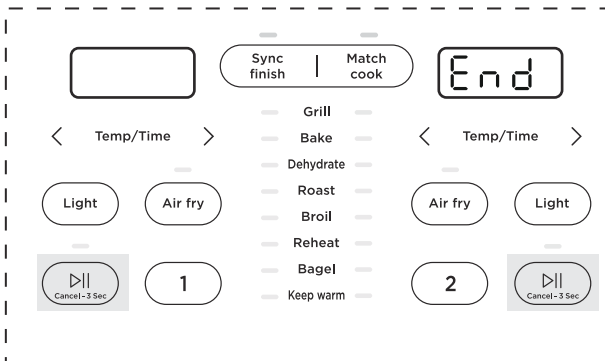 Sync finish
Match cook
End
Temp/Time
Temp/Time
Grill
Bake
Dehydrate
Roast
Broil
Reheat
Bagel
Keep warm
Light
Air fry
Air fry
Light
Cancel-3 Sec
1
2
Cancel-3 Sec